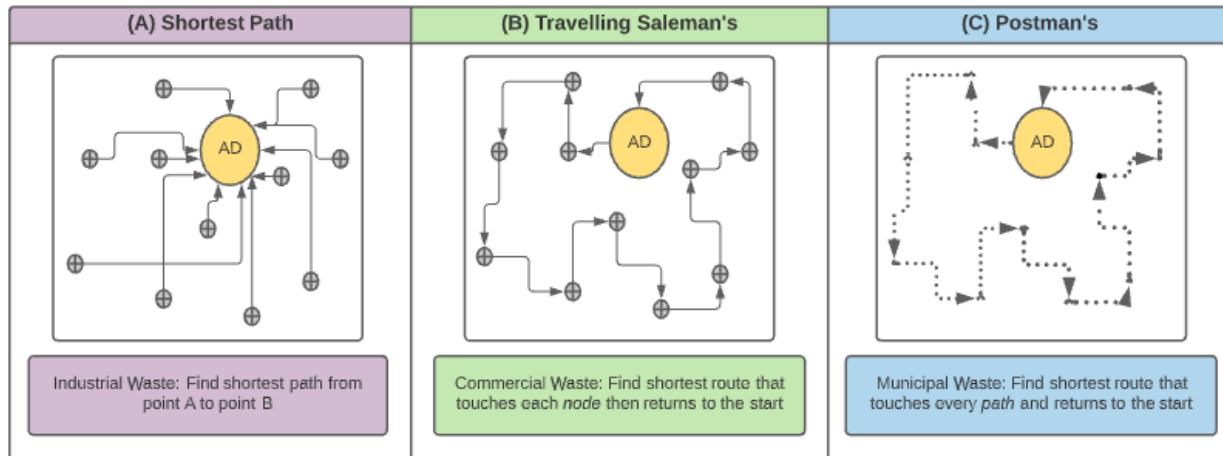 (A) Shortest Path
(B) Travelling Saleman's
(C) Postman's
AD
AD
AD
Industrial Waste: Find shortest path from
point A to point B
Commercial Waste: Find shortest route that
touches each node then returns to the start
Municipal Waste: Find shortest route that
touches every path and returns to the start